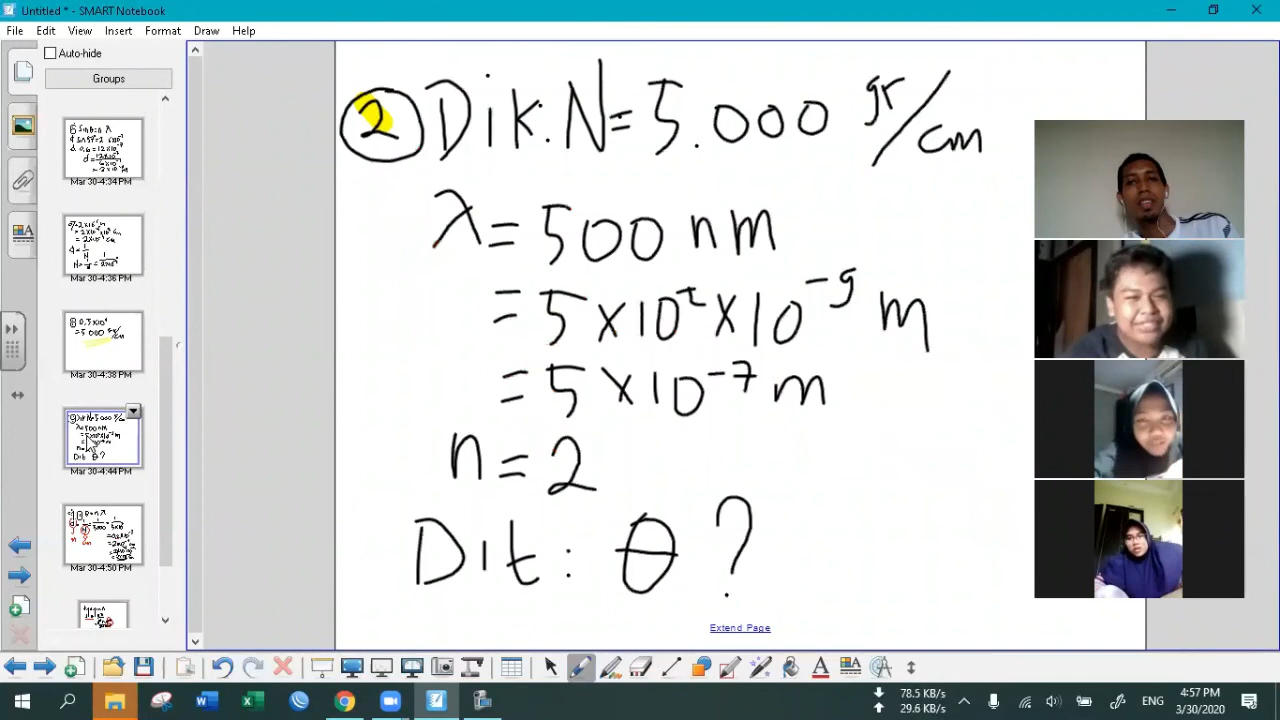 Untitled * - SMART Notebook
File Edit View Insert Format Draw Help
Auto-hide
Groups
Mar 30-4:34 PM
Mar 30-4:36 PM
Mar 30-4:38 PM
Mar 30-4:44 PM
Mar 30-4:50 PM
2 Dik. N = 5.000 gr/cm
λ = 500 nm
= 5 × 10² × 10⁻⁹ m
= 5 × 10⁻⁷ m
n = 2
Dit : θ ?
Extend Page
78.5 KB/s
29.6 KB/s
ENG
4:57 PM
3/30/2020